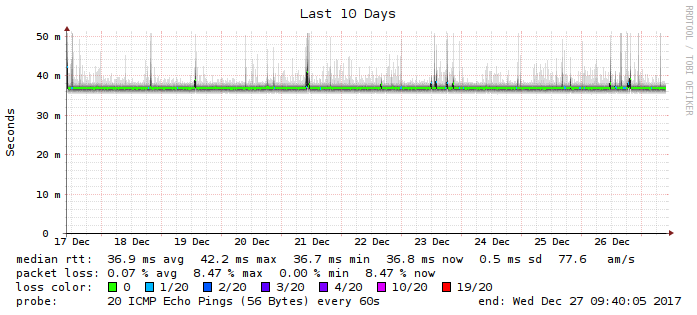 Last 10 Days
RRDTOOL / TOBI OETIKER
Seconds
50 m
40 m
30 m
20 m
10 m
0
17 Dec 18 Dec 19 Dec 20 Dec 21 Dec 22 Dec 23 Dec 24 Dec 25 Dec 26 Dec
median rtt: 36.9 ms avg 42.2 ms max 36.7 ms min 36.8 ms now 0.5 ms sd 77.6 am/s
packet loss: 0.07 % avg 8.47 % max 0.00 % min 8.47 % now
loss color: 0 1/20 2/20 3/20 4/20 10/20 19/20
probe: 20 ICMP Echo Pings (56 Bytes) every 60s end: Wed Dec 27 09:40:05 2017